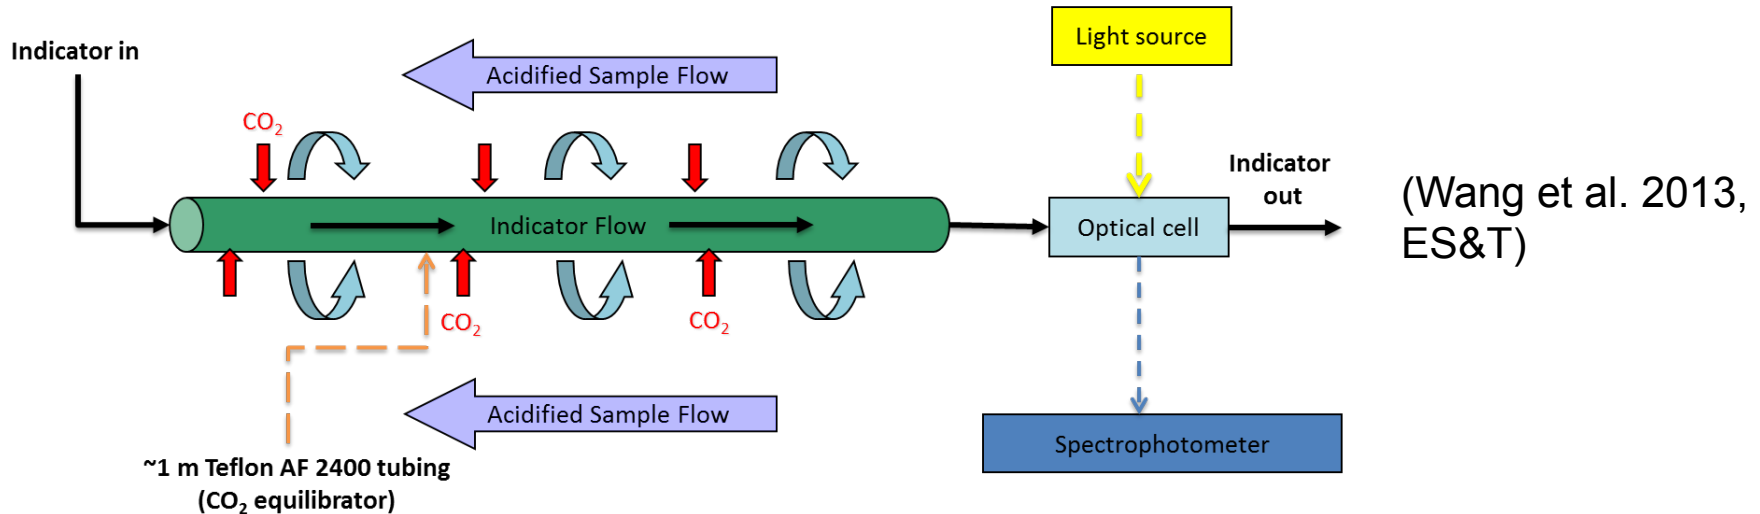 Light source
Indicator in
Acidified Sample Flow
CO2
Indicator
out
(Wang et al. 2013,
ES&T)
Indicator Flow
Optical cell
CO2
CO2
Acidified Sample Flow
Spectrophotometer
~1 m Teflon AF 2400 tubing
(CO2 equilibrator)